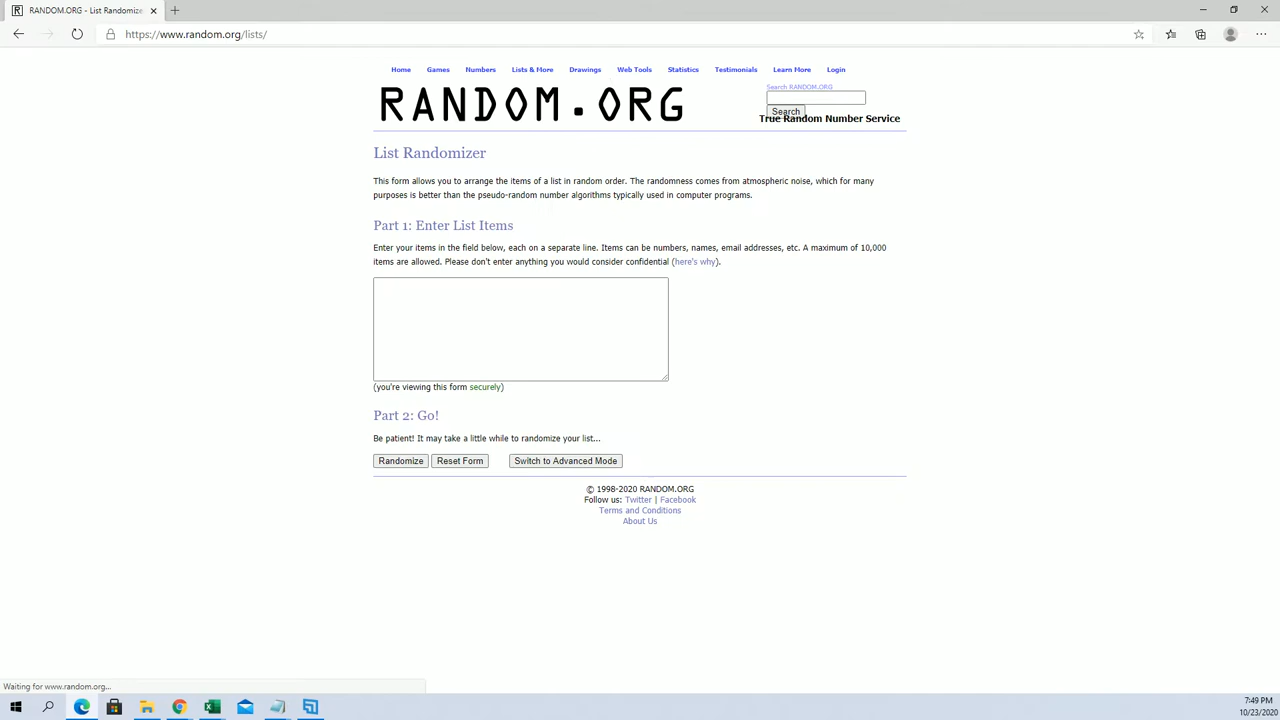 RANDOM.ORG - List Randomize
https://www.random.org/lists/
Home Games Numbers Lists & More Drawings Web Tools Statistics Testimonials Learn More Login
RANDOM.ORG
Search RANDOM.ORG
Search
True Random Number Service
List Randomizer
This form allows you to arrange the items of a list in random order. The randomness comes from atmospheric noise, which for many
purposes is better than the pseudo-random number algorithms typically used in computer programs.
Part 1: Enter List Items
Enter your items in the field below, each on a separate line. Items can be numbers, names, email addresses, etc. A maximum of 10,000
items are allowed. Please don't enter anything you would consider confidential (here's why).
(you're viewing this form securely)
Part 2: Go!
Be patient! It may take a little while to randomize your list...
Randomize Reset Form Switch to Advanced Mode
© 1998-2020 RANDOM.ORG
Follow us: Twitter | Facebook
Terms and Conditions
About Us
Waiting for www.random.org...
7:49 PM
10/23/2020